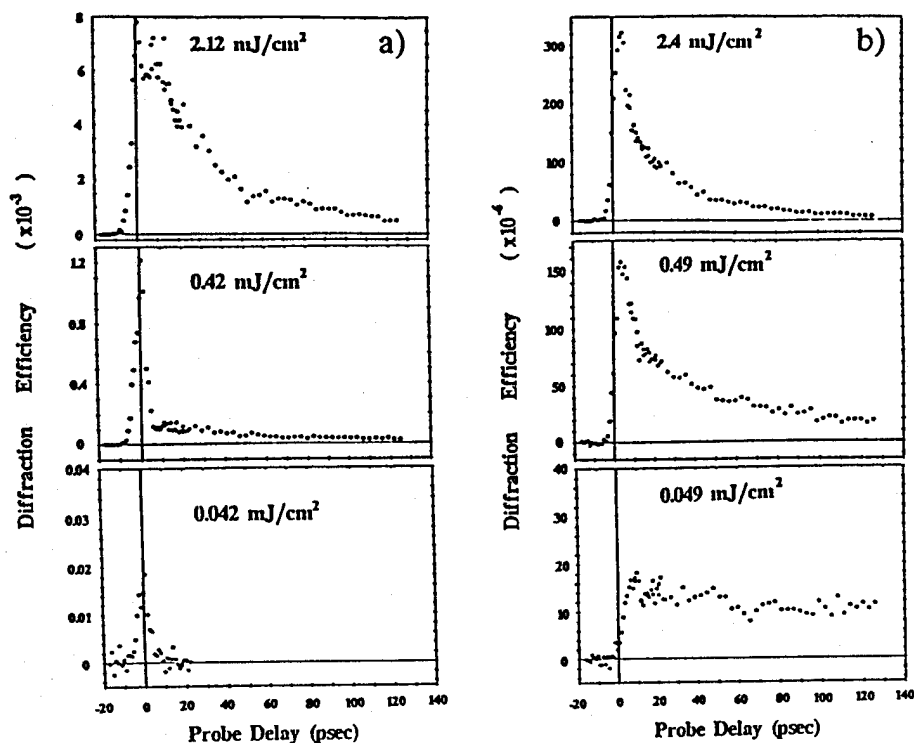 a)
2.12 mJ/cm²
8
6
4
2
0
0.42 mJ/cm²
1.2
0.8
0.4
0
0.042 mJ/cm²
0.04
0.03
0.02
0.01
0
-20 0 20 40 60 80 100 120 140
Probe Delay (psec)
Diffraction Efficiency (x10⁻³)
b)
2.4 mJ/cm²
300
200
100
0
0.49 mJ/cm²
150
100
50
0
0.049 mJ/cm²
40
30
20
10
0
-20 0 20 40 60 80 100 120 140
Probe Delay (psec)
Diffraction Efficiency (x10⁻⁶)